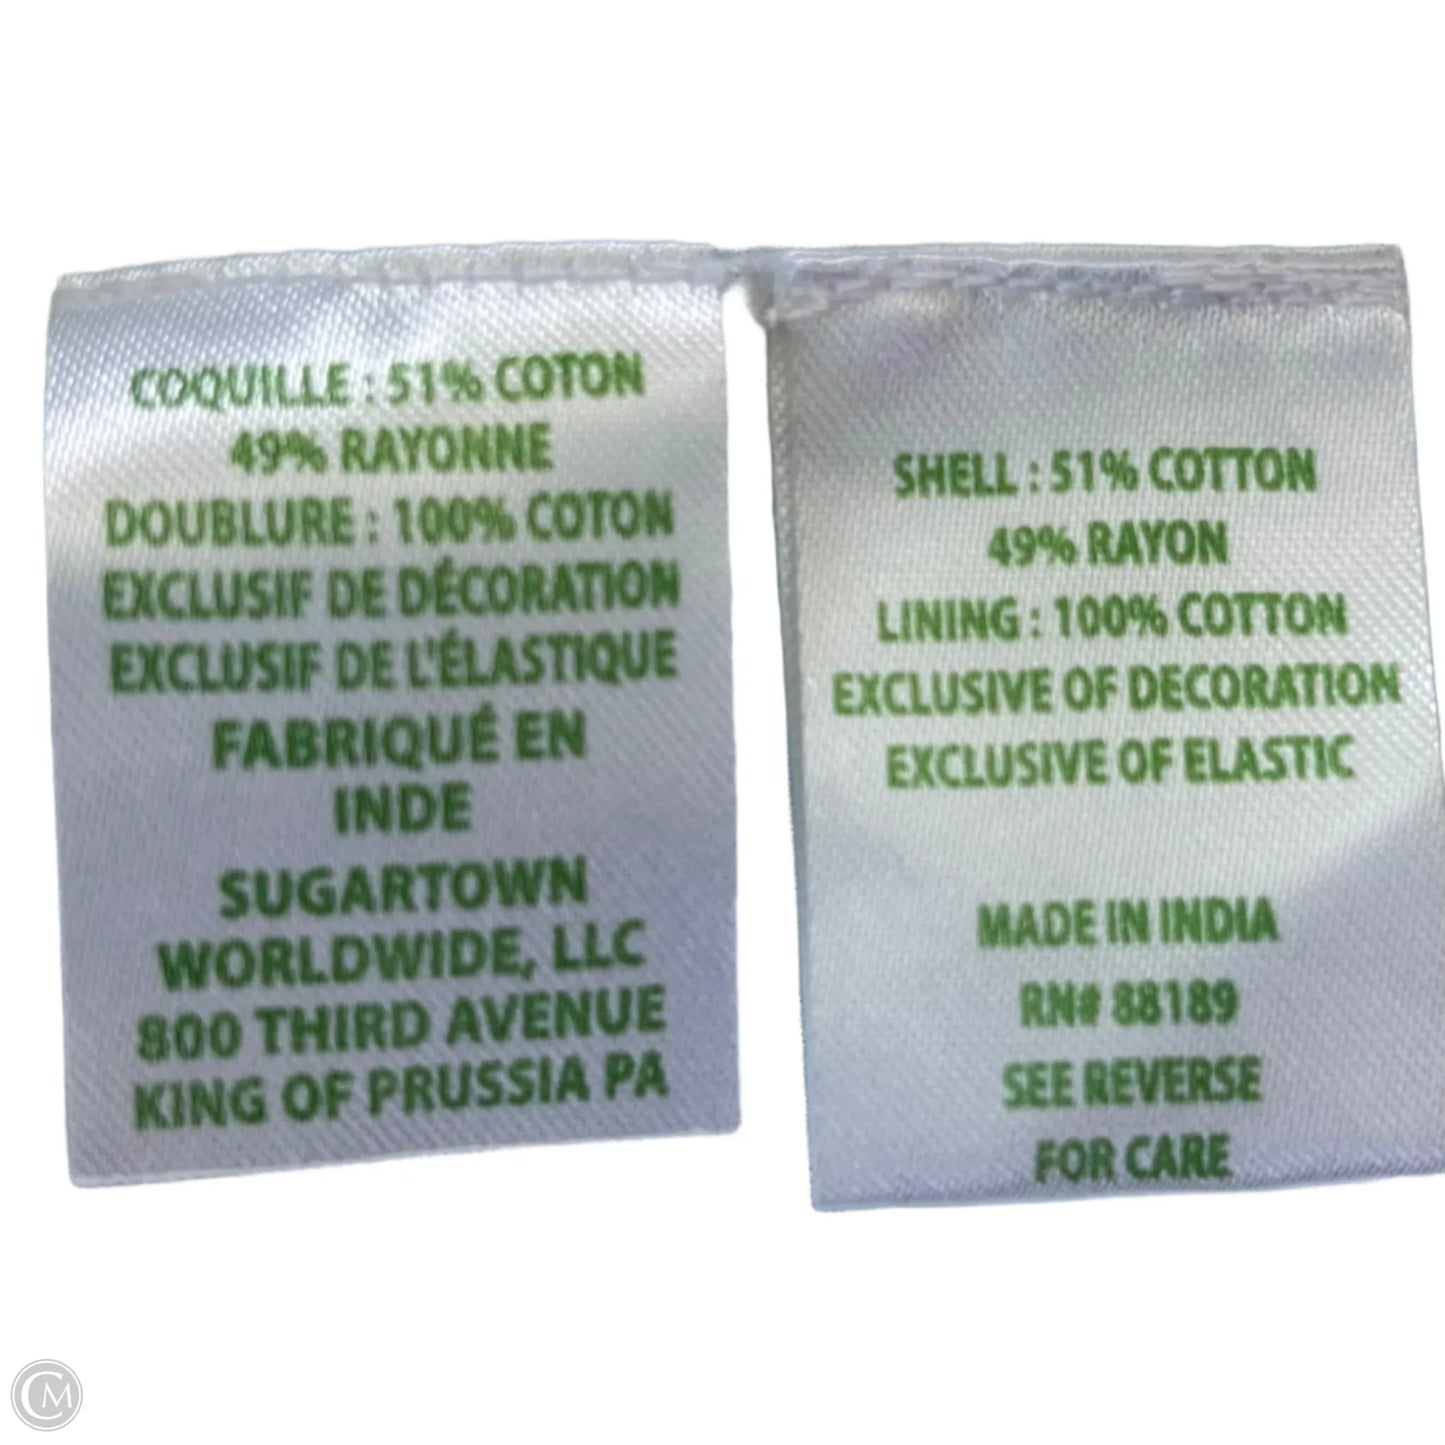 COQUILLE : 51% COTON
49% RAYONNE
DOUBLURE : 100% COTON
EXCLUSIF DE DÉCORATION
EXCLUSIF DE L'ÉLASTIQUE
FABRIQUÉ EN
INDE
SUGARTOWN
WORLDWIDE, LLC
800 THIRD AVENUE
KING OF PRUSSIA PA
SHELL : 51% COTTON
49% RAYON
LINING : 100% COTTON
EXCLUSIVE OF DECORATION
EXCLUSIVE OF ELASTIC
MADE IN INDIA
RN# 88189
SEE REVERSE
FOR CARE
CM